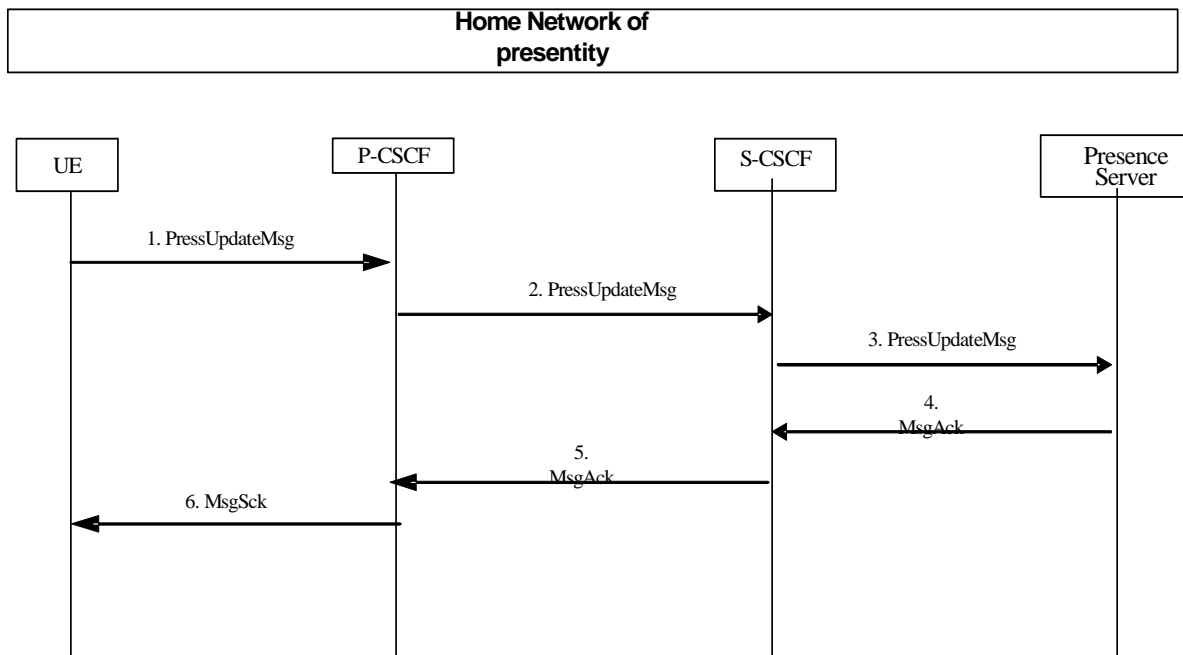 Home Network of
presentity
UE
P-CSCF
S-CSCF
Presence
Server
1. PressUpdateMsg
2. PressUpdateMsg
3. PressUpdateMsg
4.
MsgAck
5.
MsgAck
6. MsgSck